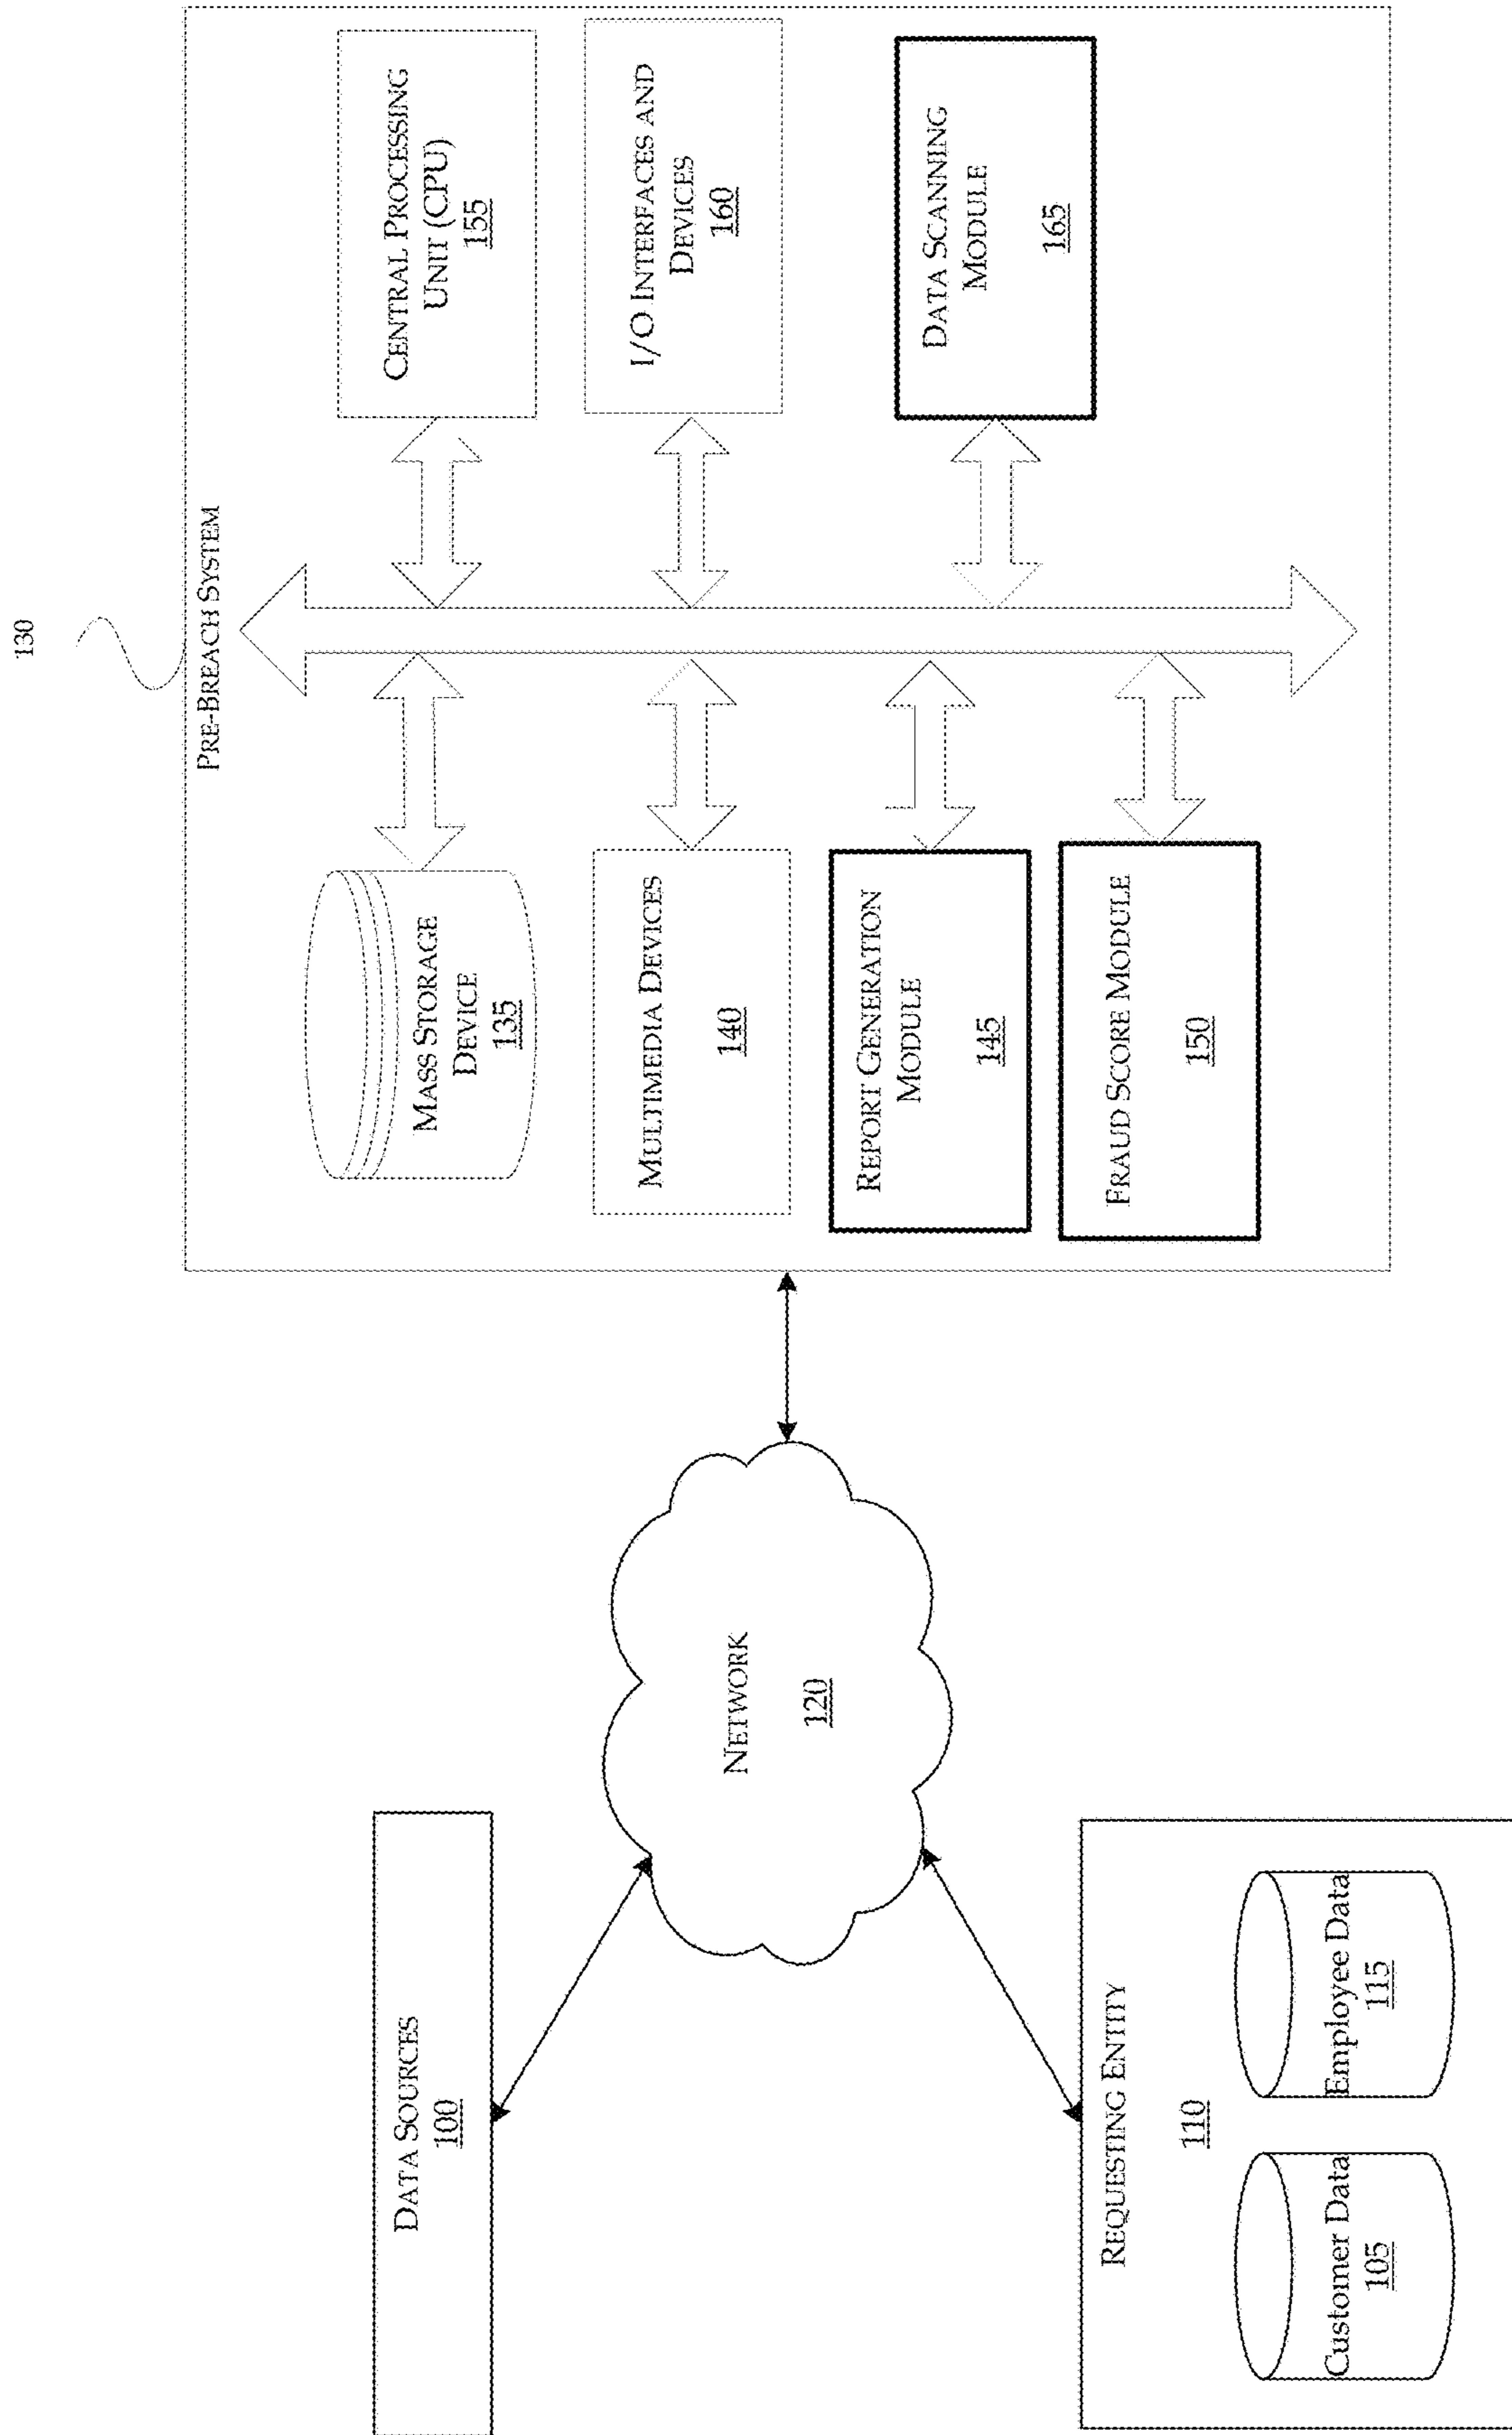 DATA SOURCES
100
REQUESTING ENTITY
110
Customer Data
105
Employee Data
115
NETWORK
120
130
PRE-BREACH SYSTEM
MASS STORAGE
DEVICE
135
MULTIMEDIA DEVICES
140
REPORT GENERATION
MODULE
145
FRAUD SCORE MODULE
150
CENTRAL PROCESSING
UNIT (CPU)
155
I/O INTERFACES AND
DEVICES
160
DATA SCANNING
MODULE
165